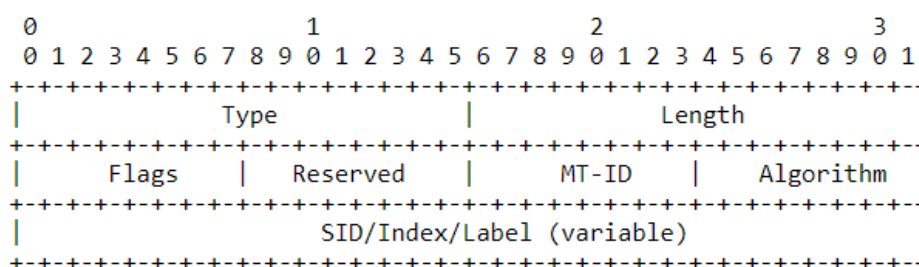 0                   1                   2                   3
 0 1 2 3 4 5 6 7 8 9 0 1 2 3 4 5 6 7 8 9 0 1 2 3 4 5 6 7 8 9 0 1
+-+-+-+-+-+-+-+-+-+-+-+-+-+-+-+-+-+-+-+-+-+-+-+-+-+-+-+-+-+-+-+--
|              Type             |             Length
+-+-+-+-+-+-+-+-+-+-+-+-+-+-+-+-+-+-+-+-+-+-+-+-+-+-+-+-+-+-+-+--
|      Flags    |   Reserved    |      MT-ID    |    Algorithm
+-+-+-+-+-+-+-+-+-+-+-+-+-+-+-+-+-+-+-+-+-+-+-+-+-+-+-+-+-+-+-+--
|                     SID/Index/Label (variable)
+-+-+-+-+-+-+-+-+-+-+-+-+-+-+-+-+-+-+-+-+-+-+-+-+-+-+-+-+-+-+-+--